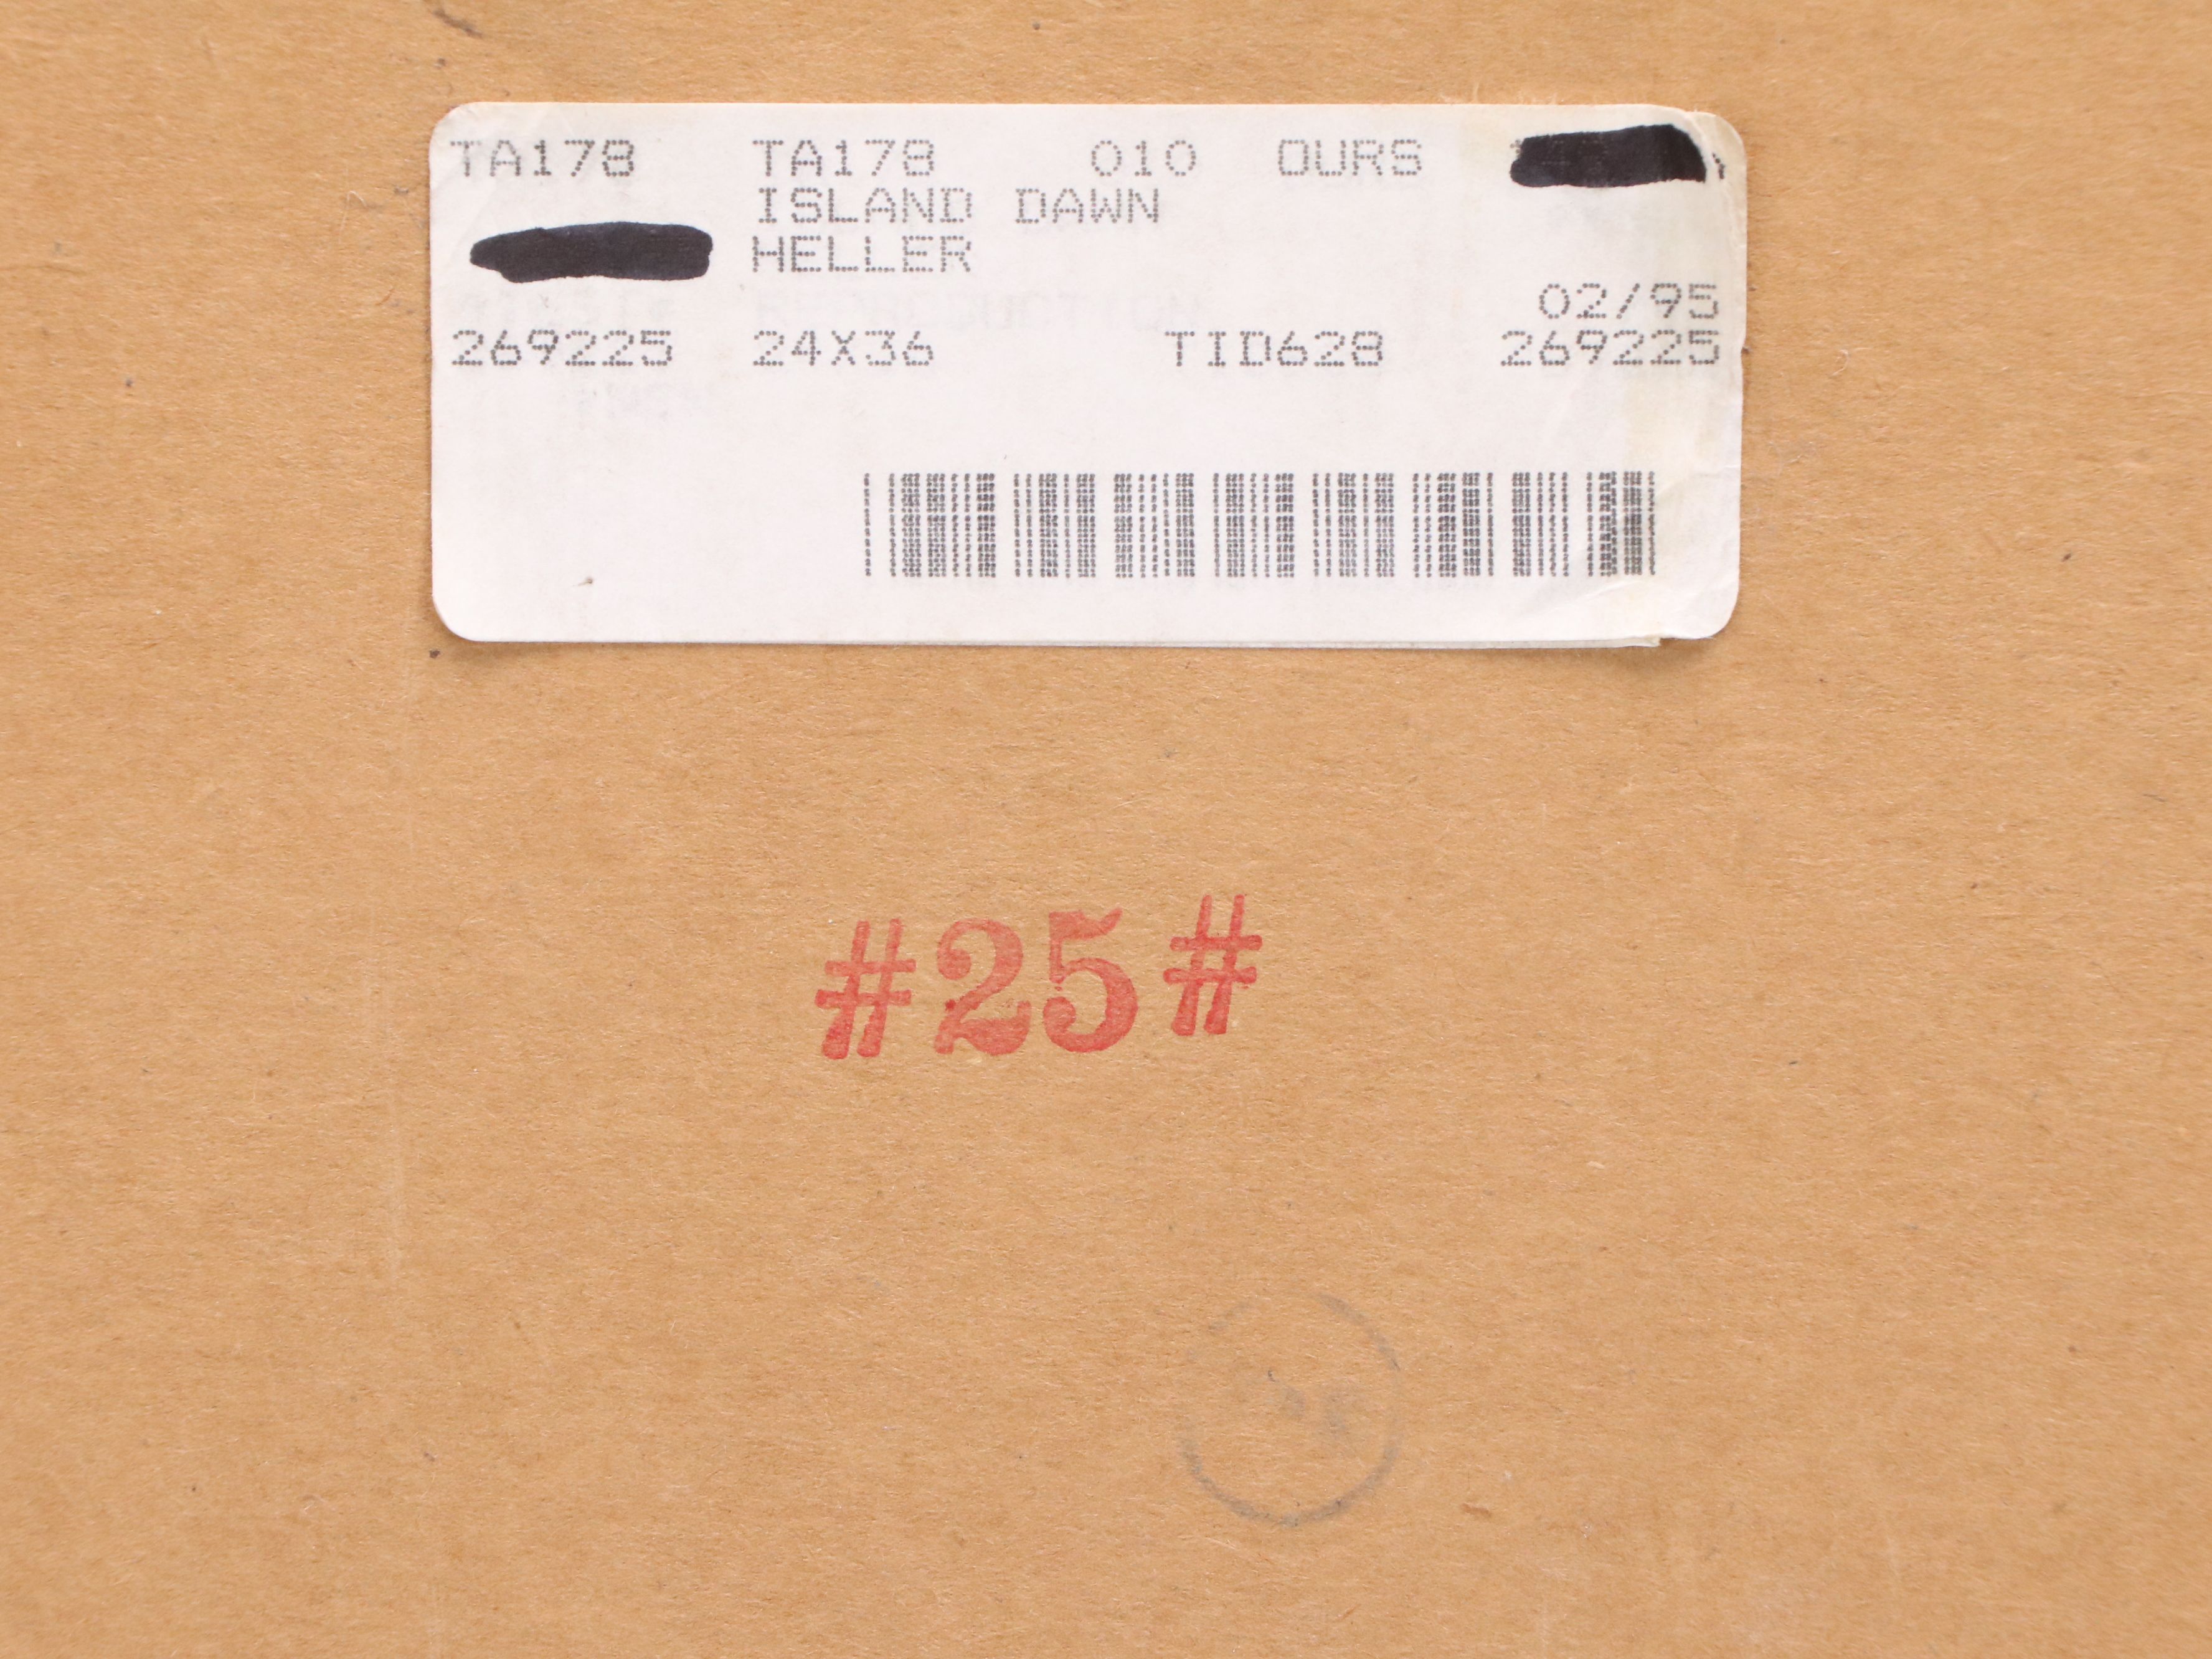 TA178 TA178 010 OURS
ISLAND DAWN
HELLER
02/95
269225 24X36 TID628 269225
#25#